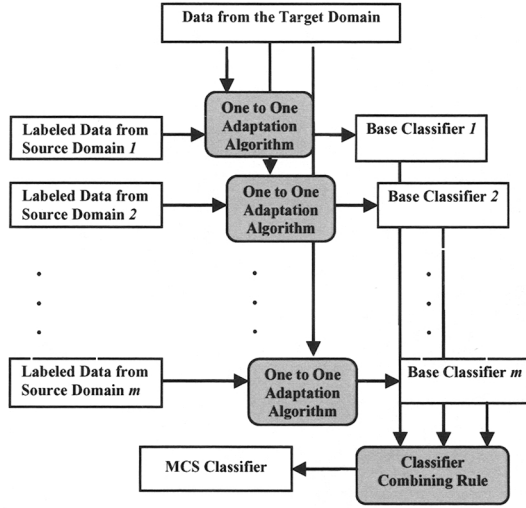 Data from the Target Domain
One to One
Adaptation
Algorithm
Labeled Data from
Source Domain 1
Base Classifier 1
One to One
Adaptation
Algorithm
Labeled Data from
Source Domain 2
Base Classifier 2
Labeled Data from
Source Domain m
One to One
Adaptation
Algorithm
Base Classifier m
MCS Classifier
Classifier
Combining Rule